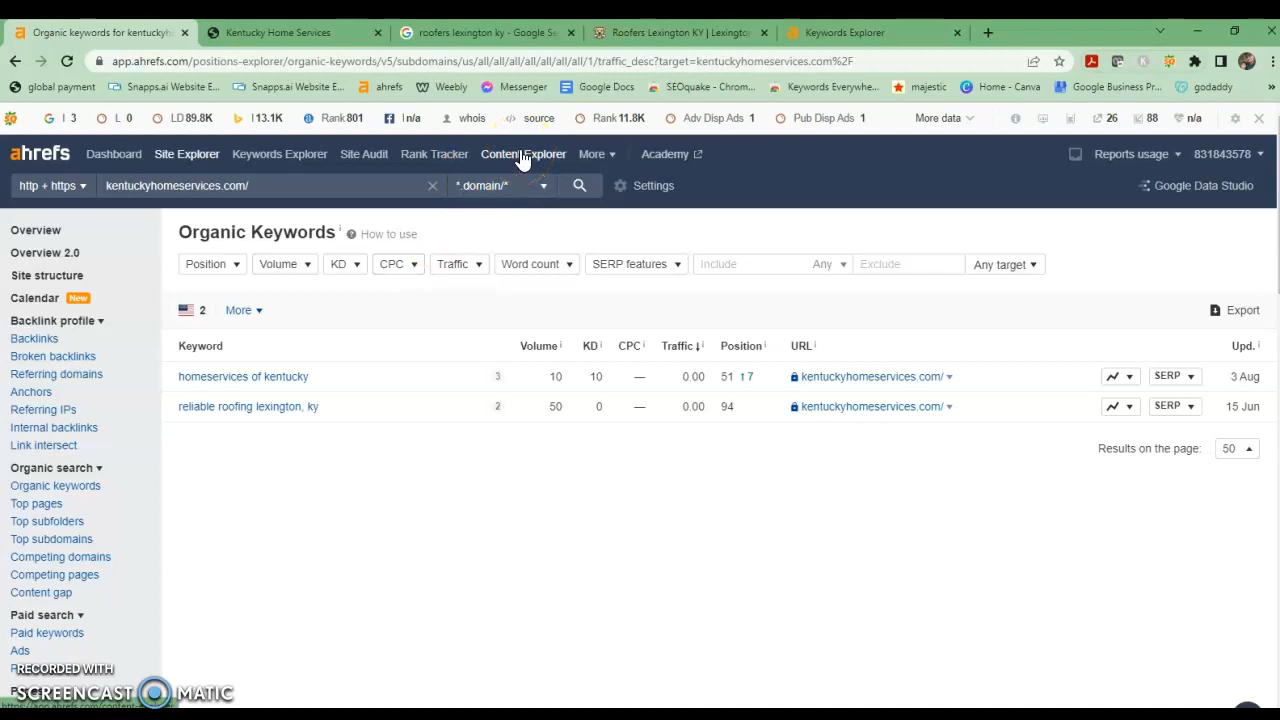 Organic keywords for kentuckyh
Kentucky Home Services
roofers lexington ky - Google Se
Roofers Lexington KY | Lexingto
Keywords Explorer
app.ahrefs.com/positions-explorer/organic-keywords/v5/subdomains/us/all/all/all/all/all/all/all/1/traffic_desc?target=kentuckyhomeservices.com%2F
global payment
Snapps.ai Website E...
Snapps.ai Website E...
ahrefs
Weebly
Messenger
Google Docs
SEOquake - Chrom...
Keywords Everywhe...
majestic
Home - Canva
Google Business Pr...
godaddy
I 3
L 0
LD 89.8K
I 13.1K
Rank 801
I n/a
whois
source
Rank 11.8K
Adv Disp Ads 1
Pub Disp Ads 1
More data
26
88
n/a
ahrefs
Dashboard
Site Explorer
Keywords Explorer
Site Audit
Rank Tracker
Content Explorer
More
Academy
Reports usage
831843578
http + https
kentuckyhomeservices.com/
*.domain/*
Settings
Google Data Studio
Overview
Overview 2.0
Site structure
Calendar New
Backlink profile
Backlinks
Broken backlinks
Referring domains
Anchors
Referring IPs
Internal backlinks
Link intersect
Organic search
Organic keywords
Top pages
Top subfolders
Top subdomains
Competing domains
Competing pages
Content gap
Paid search
Paid keywords
Ads
Organic Keywords
How to use
Position Volume KD CPC Traffic Word count SERP features Include Any Exclude Any target
2 More Export
Keyword Volume KD CPC Traffic Position URL Upd.
homeservices of kentucky 3 10 10 — 0.00 51 ↑7 kentuckyhomeservices.com/ SERP 3 Aug
reliable roofing lexington, ky 2 50 0 — 0.00 94 kentuckyhomeservices.com/ SERP 15 Jun
Results on the page: 50
RECORDED WITH
SCREENCAST MATIC